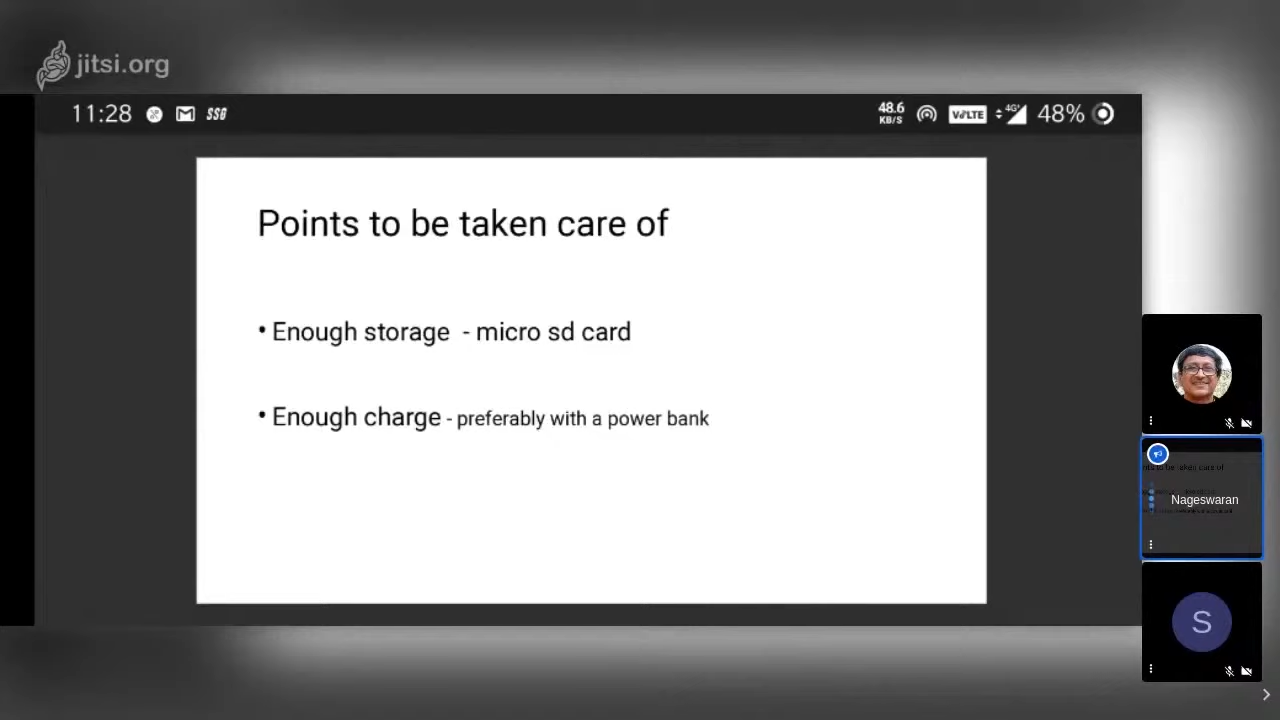 jitsi.org
11:28
SSG
48.6
KB/S
VoLTE
4G+
48%
Points to be taken care of
• Enough storage - micro sd card
• Enough charge - preferably with a power bank
Nageswaran
S